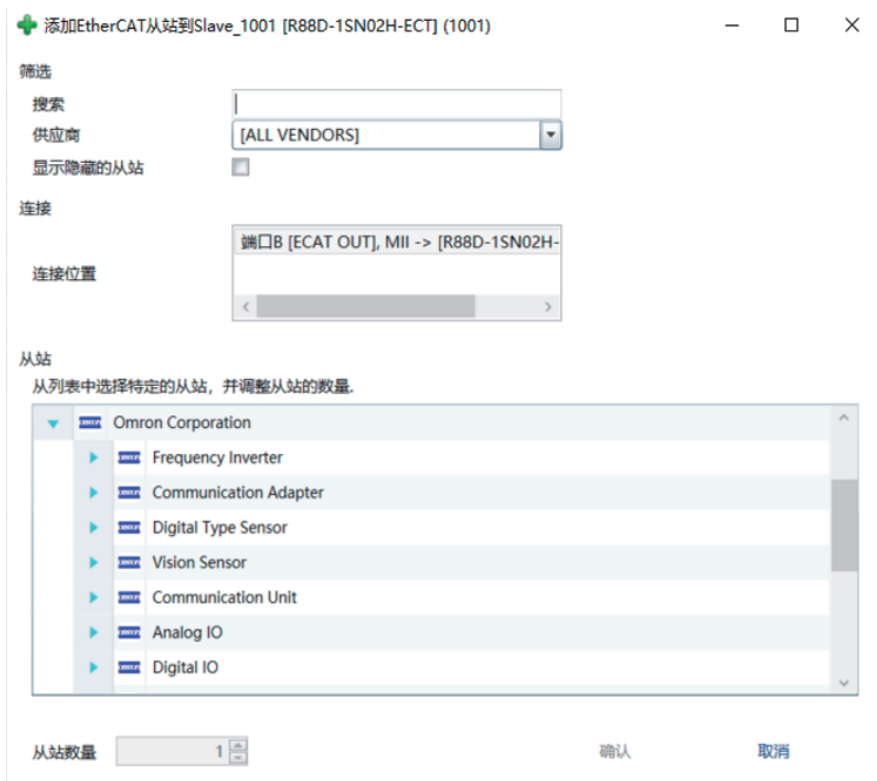 添加EtherCAT从站到Slave_1001 [R88D-1SN02H-ECT] (1001)
筛选
搜索
供应商 [ALL VENDORS]
显示隐藏的从站
连接
端口B [ECAT OUT], MII -> [R88D-1SN02H-
连接位置
从站
从列表中选择特定的从站，并调整从站的数量.
Omron Corporation
Frequency Inverter
Communication Adapter
Digital Type Sensor
Vision Sensor
Communication Unit
Analog IO
Digital IO
从站数量 1 确认 取消